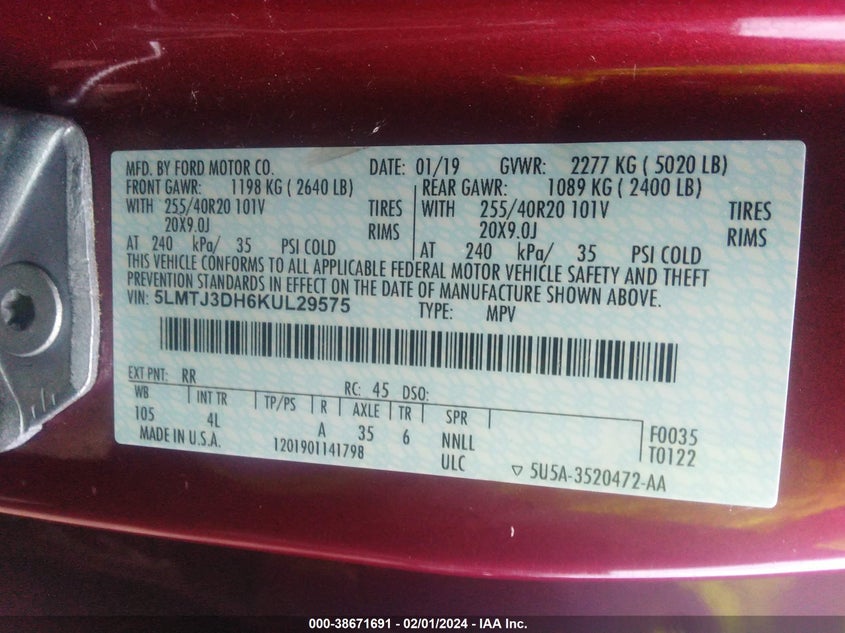 MFD. BY FORD MOTOR CO. DATE: 01/19 GVWR: 2277 KG ( 5020 LB)
FRONT GAWR: 1198 KG ( 2640 LB) REAR GAWR: 1089 KG ( 2400 LB)
WITH 255/40R20 101V TIRES WITH 255/40R20 101V TIRES
20X9.0J RIMS 20X9.0J RIMS
AT 240 kPa/ 35 PSI COLD AT 240 kPa/ 35 PSI COLD
THIS VEHICLE CONFORMS TO ALL APPLICABLE FEDERAL MOTOR VEHICLE SAFETY AND THEFT
PREVENTION STANDARDS IN EFFECT ON THE DATE OF MANUFACTURE SHOWN ABOVE.
VIN: 5LMTJ3DH6KUL29575 TYPE: MPV
EXT PNT: RR RC: 45 DSO:
WB INT TR TP/PS R AXLE TR SPR
105 4L A 35 6 NNLL F0035
MADE IN U.S.A. 1201901141798 ULC T0122
▽ 5U5A-3520472-AA
000-38671691 - 02/01/2024 - IAA Inc.